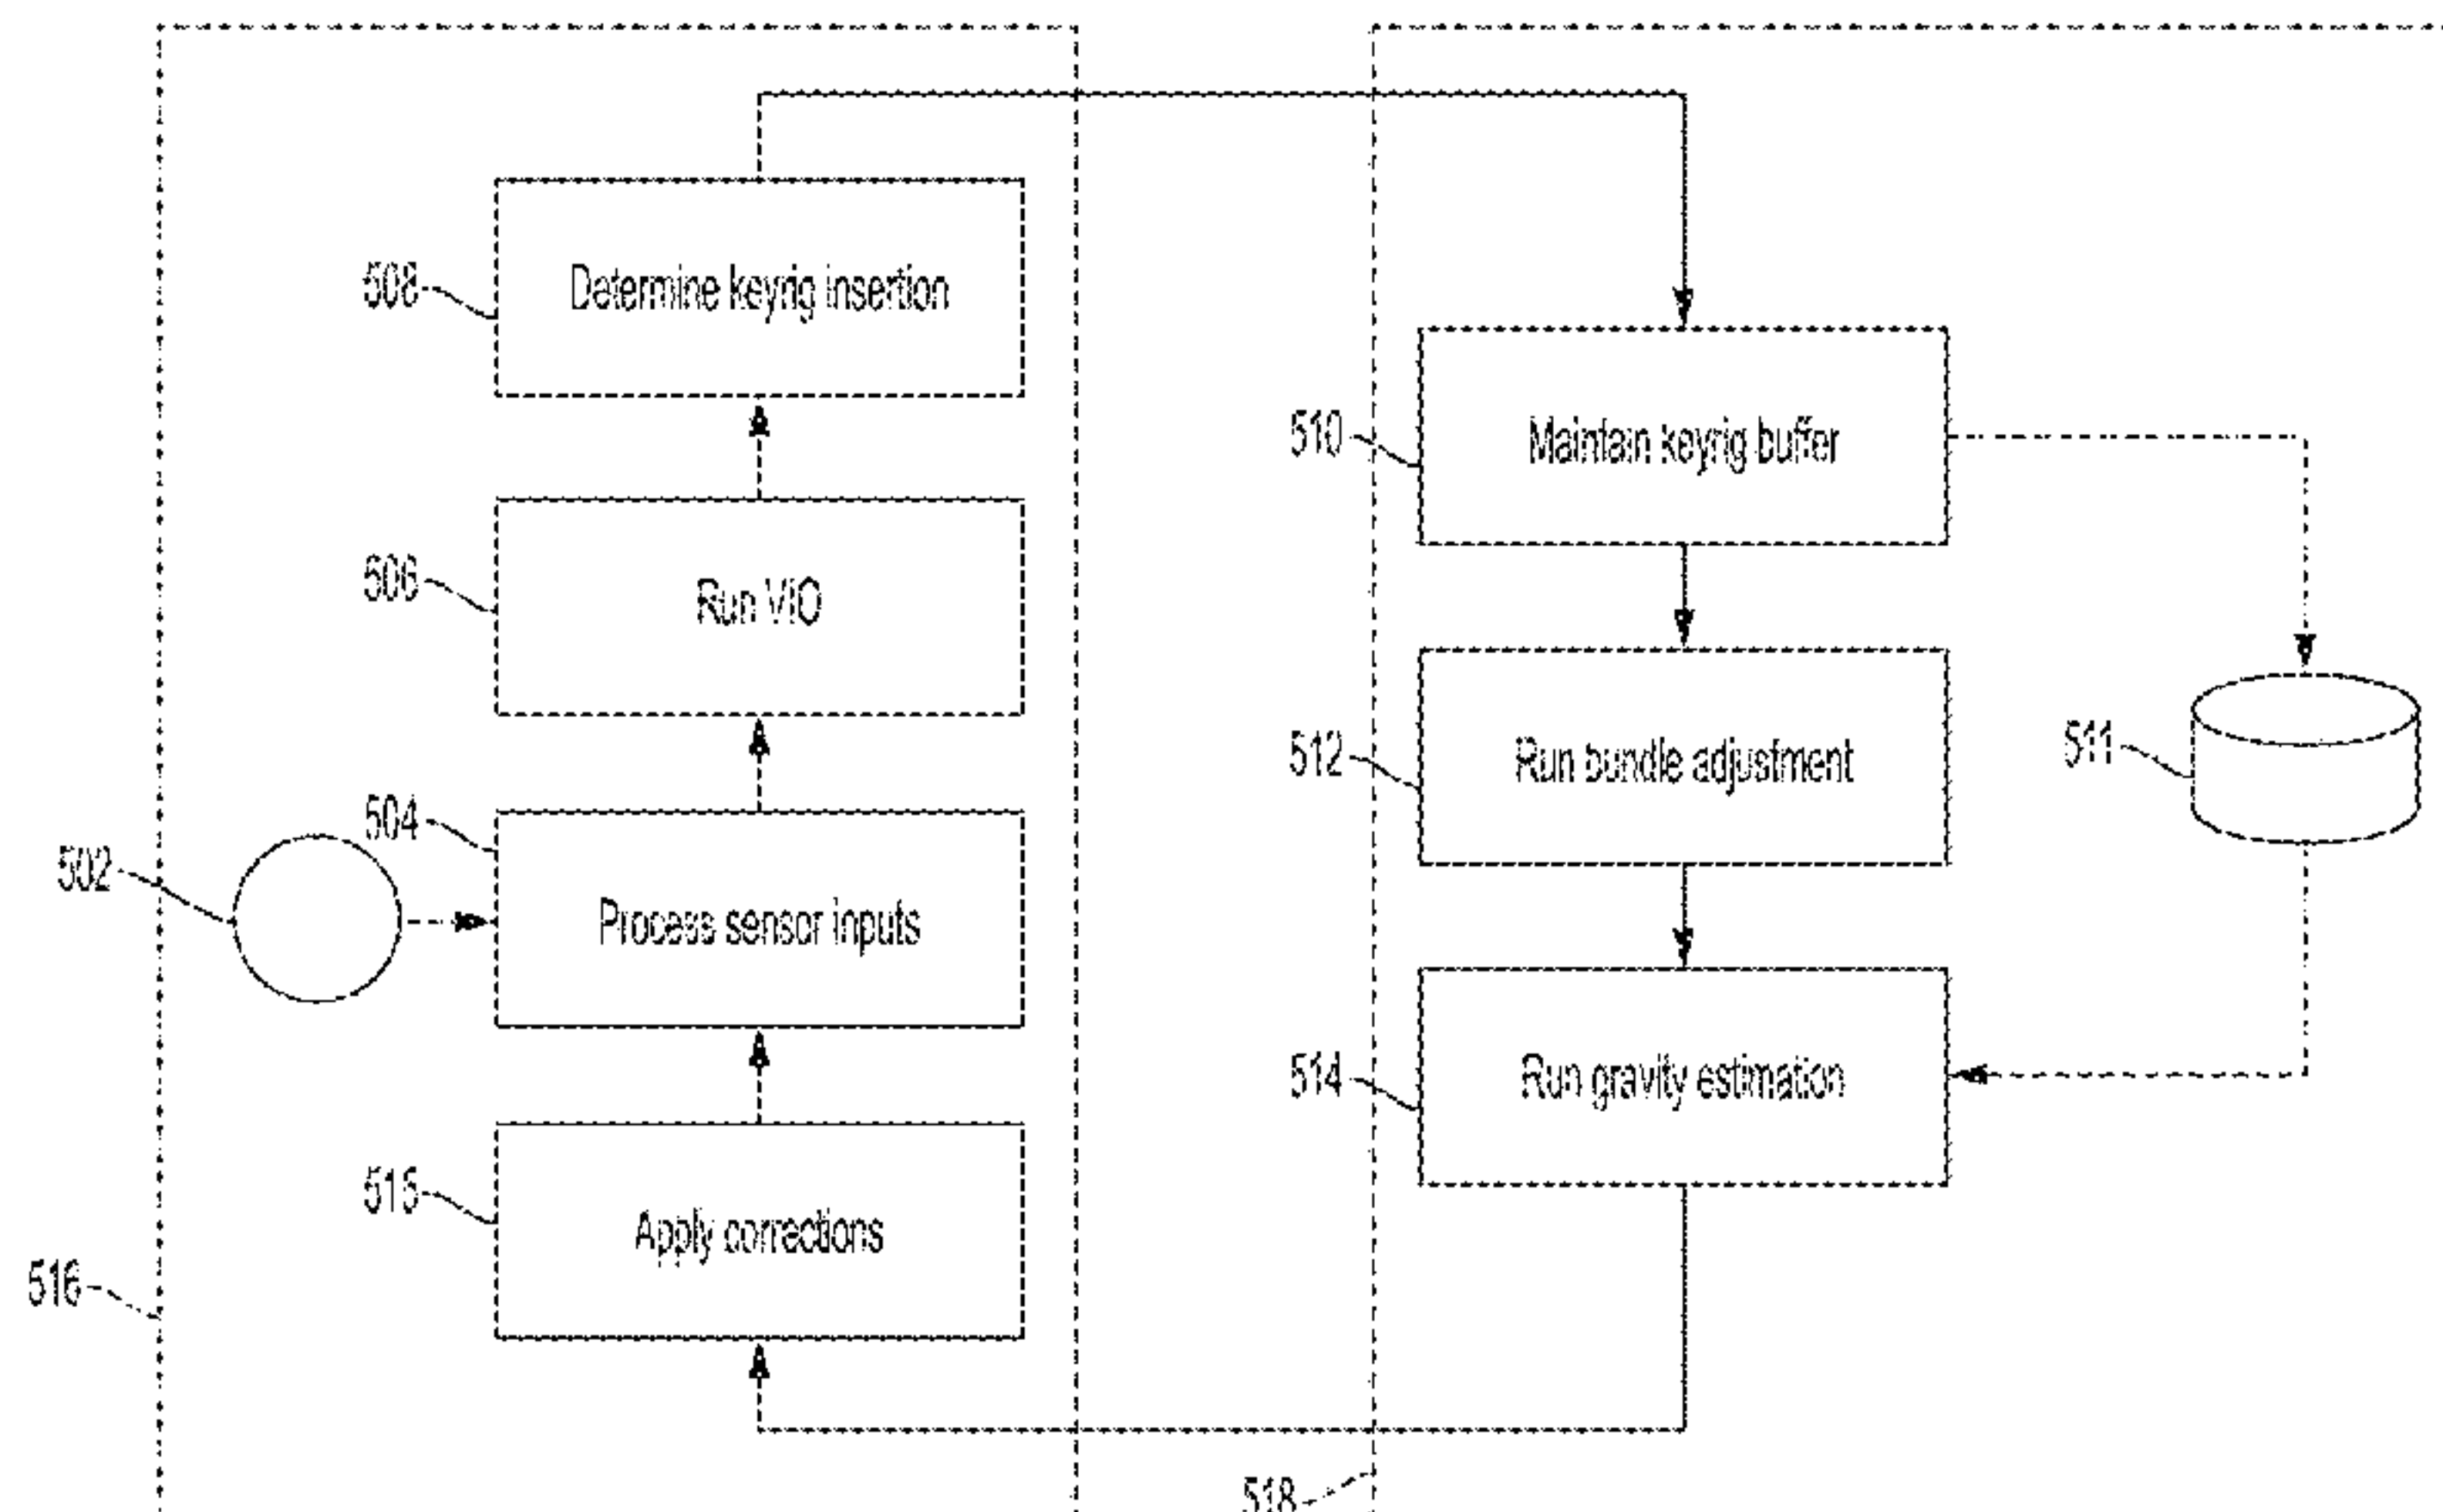 508
Determine keyrig insertion
506
Run VIO
504
502
Process sensor inputs
515
Apply corrections
516
510
Maintain keyrig buffer
512
Run bundle adjustment
511
514
Run gravity estimation
518